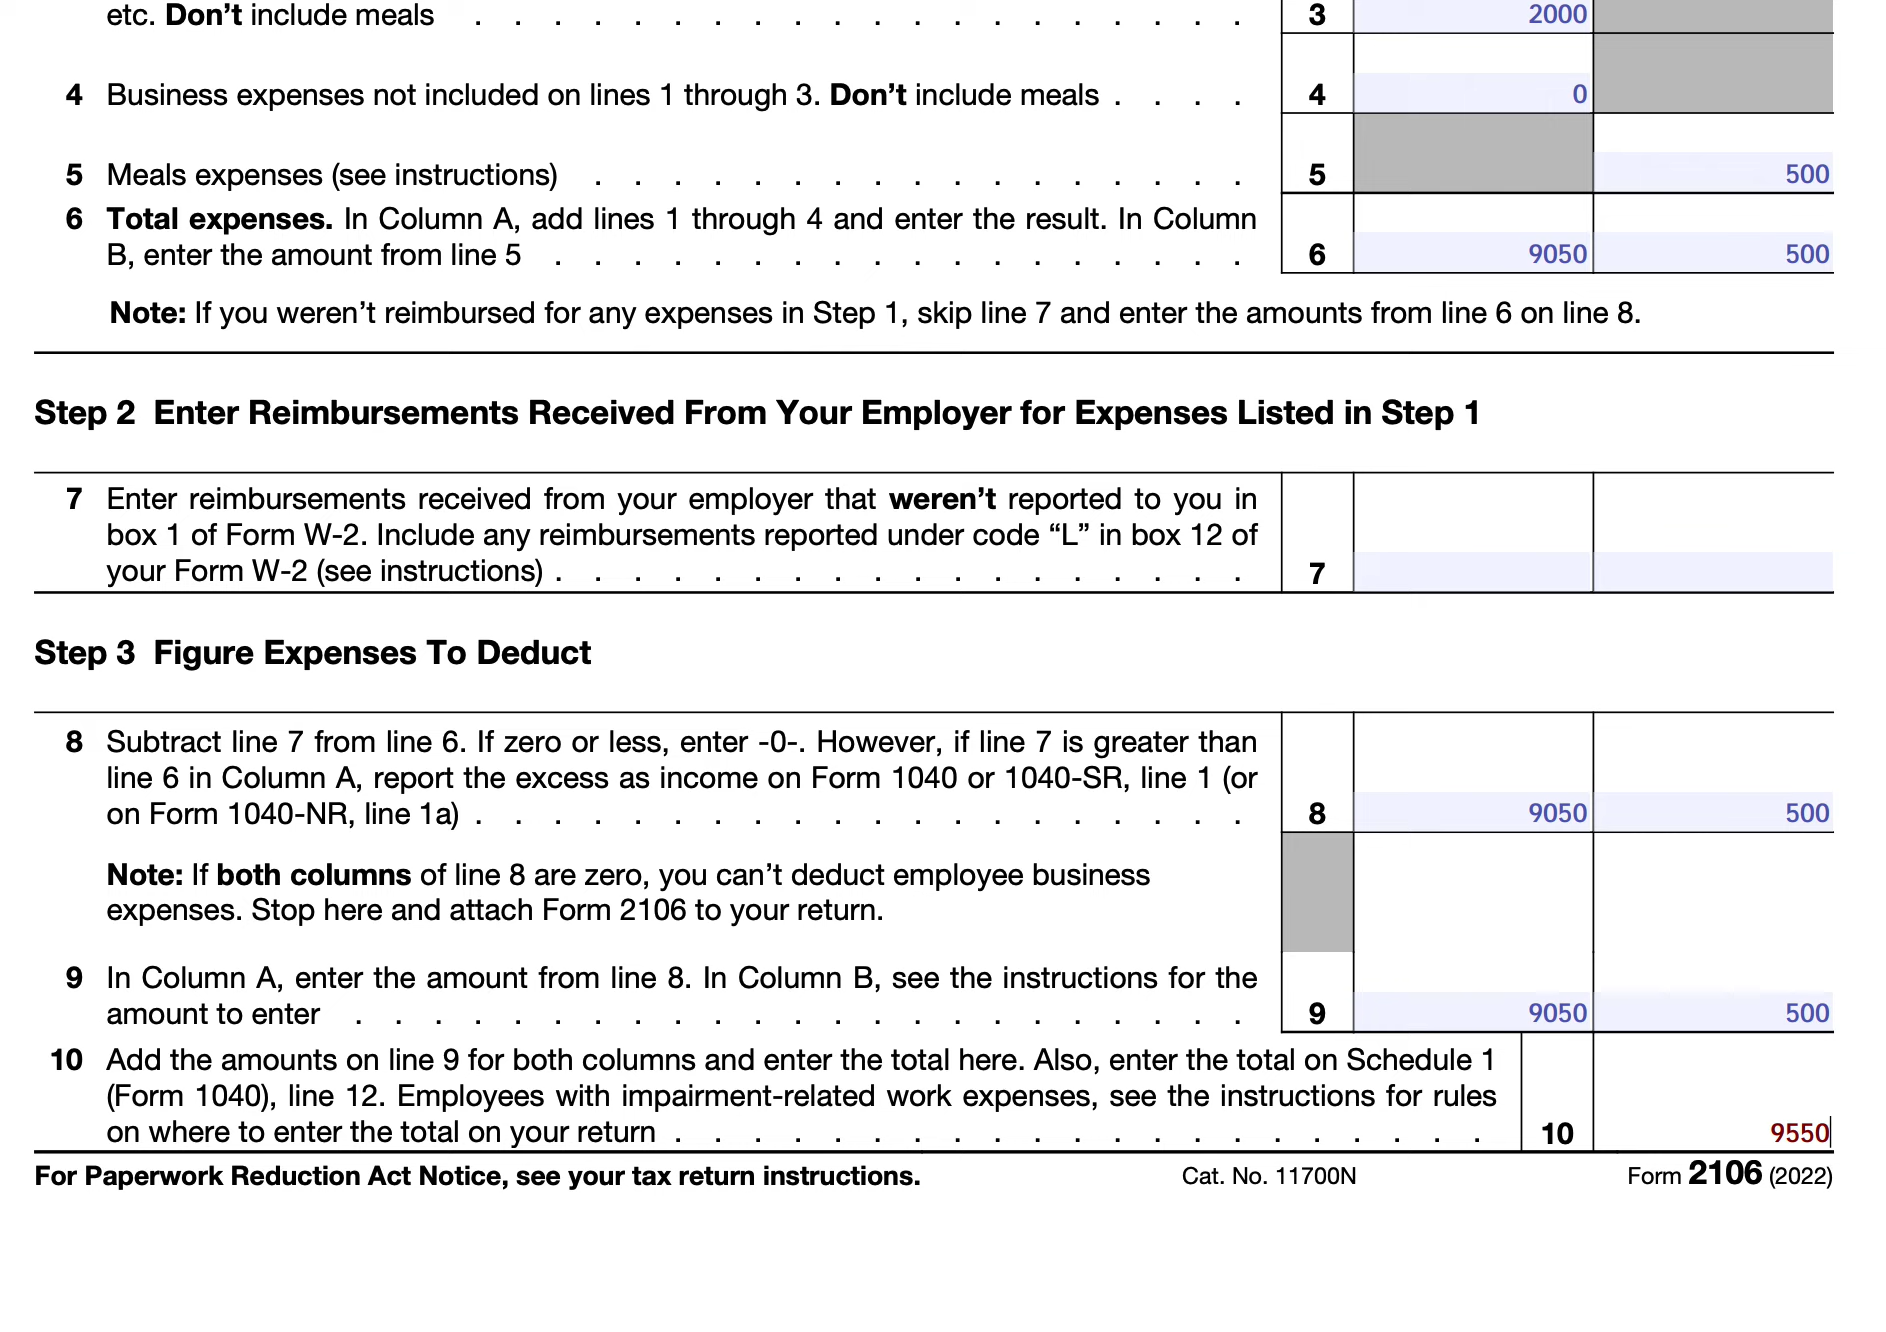 etc. Don’t include meals . . . . . . . . . . . . . . . . . . . . 3 2000
4 Business expenses not included on lines 1 through 3. Don’t include meals . . . . 4 0
5 Meals expenses (see instructions) . . . . . . . . . . . . . . . . . 5 500
6 Total expenses. In Column A, add lines 1 through 4 and enter the result. In Column
B, enter the amount from line 5 . . . . . . . . . . . . . . . . . . 6 9050 500
Note: If you weren’t reimbursed for any expenses in Step 1, skip line 7 and enter the amounts from line 6 on line 8.
Step 2 Enter Reimbursements Received From Your Employer for Expenses Listed in Step 1
7 Enter reimbursements received from your employer that weren’t reported to you in
box 1 of Form W-2. Include any reimbursements reported under code “L” in box 12 of
your Form W-2 (see instructions) . . . . . . . . . . . . . . . . . . 7
Step 3 Figure Expenses To Deduct
8 Subtract line 7 from line 6. If zero or less, enter -0-. However, if line 7 is greater than
line 6 in Column A, report the excess as income on Form 1040 or 1040-SR, line 1 (or
on Form 1040-NR, line 1a) . . . . . . . . . . . . . . . . . . . . 8 9050 500
Note: If both columns of line 8 are zero, you can’t deduct employee business
expenses. Stop here and attach Form 2106 to your return.
9 In Column A, enter the amount from line 8. In Column B, see the instructions for the
amount to enter . . . . . . . . . . . . . . . . . . . . . . . 9 9050 500
10 Add the amounts on line 9 for both columns and enter the total here. Also, enter the total on Schedule 1
(Form 1040), line 12. Employees with impairment-related work expenses, see the instructions for rules
on where to enter the total on your return . . . . . . . . . . . . . . . . . . . . . 10 9550
For Paperwork Reduction Act Notice, see your tax return instructions. Cat. No. 11700N Form 2106 (2022)